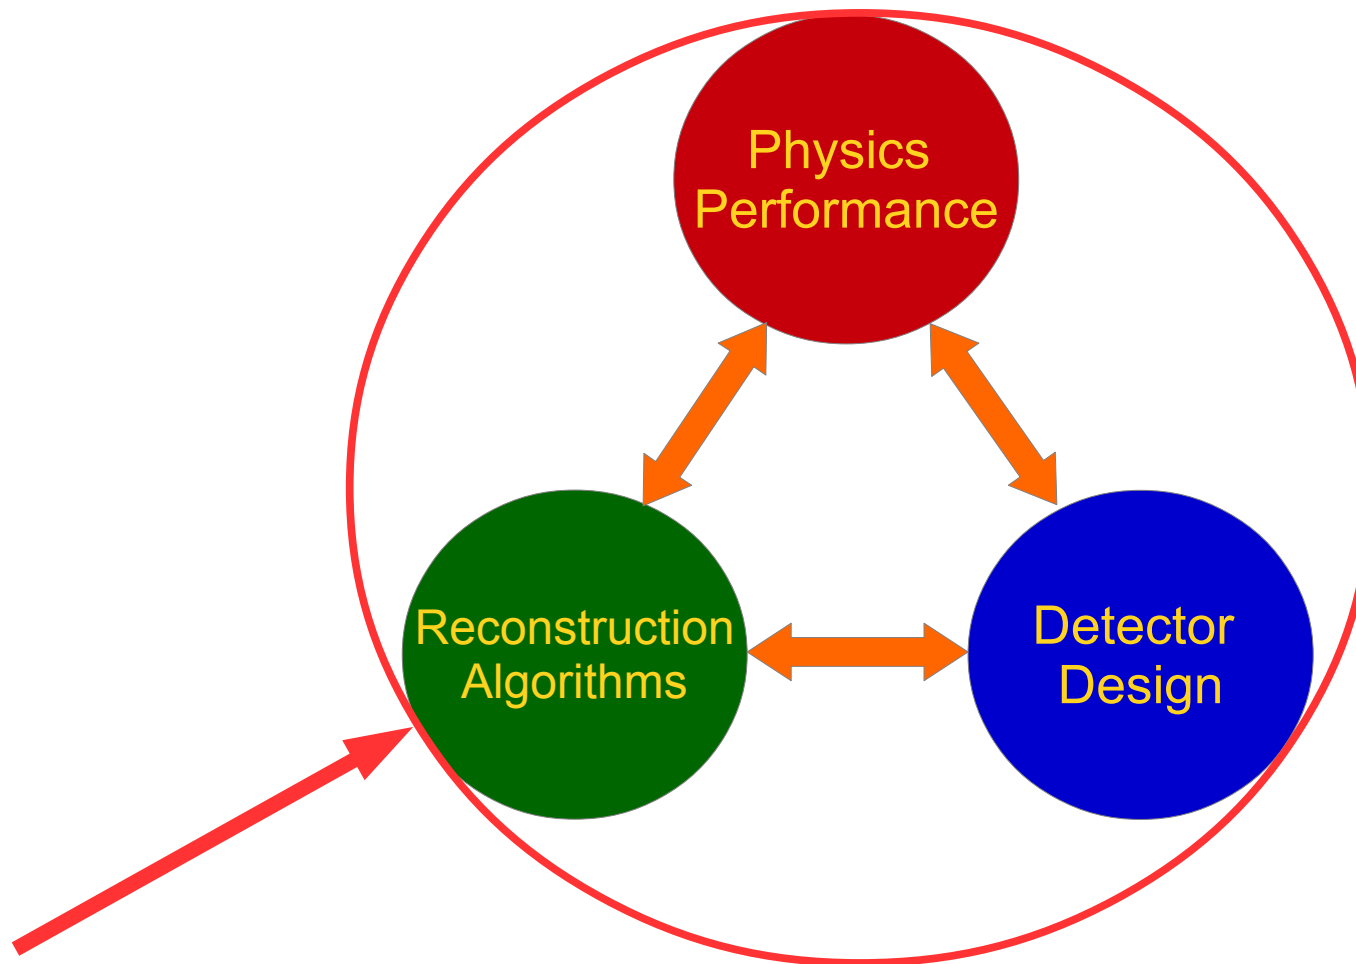 Physics
Performance
Reconstruction
Algorithms
Detector
Design